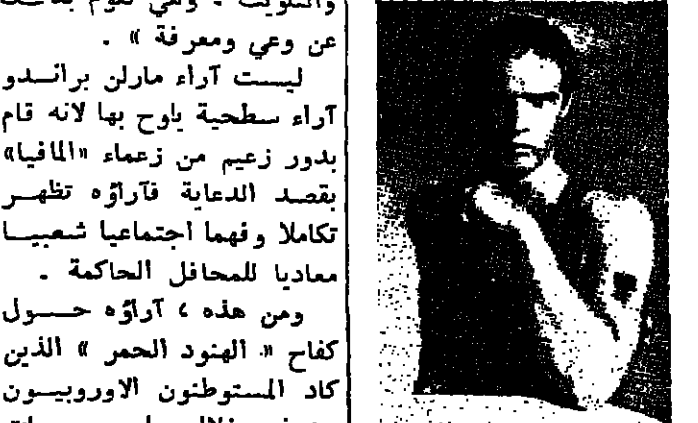 عن وعي ومعرفة » .
ليست آراء مارلن براندو
آراء سطحية يلوح بها لانه قام
بدور زعيم من زعماء «المافيا»
بقصد الدعاية فآراؤه تظهر
تكاملا وفهما اجتماعيا شعبيا
معاديا للمحافل الحاكمة .
ومن هذه ، آراؤه حول
كفاح « الهنود الحمر » الذين
كاد المستوطنون الاوروبيون